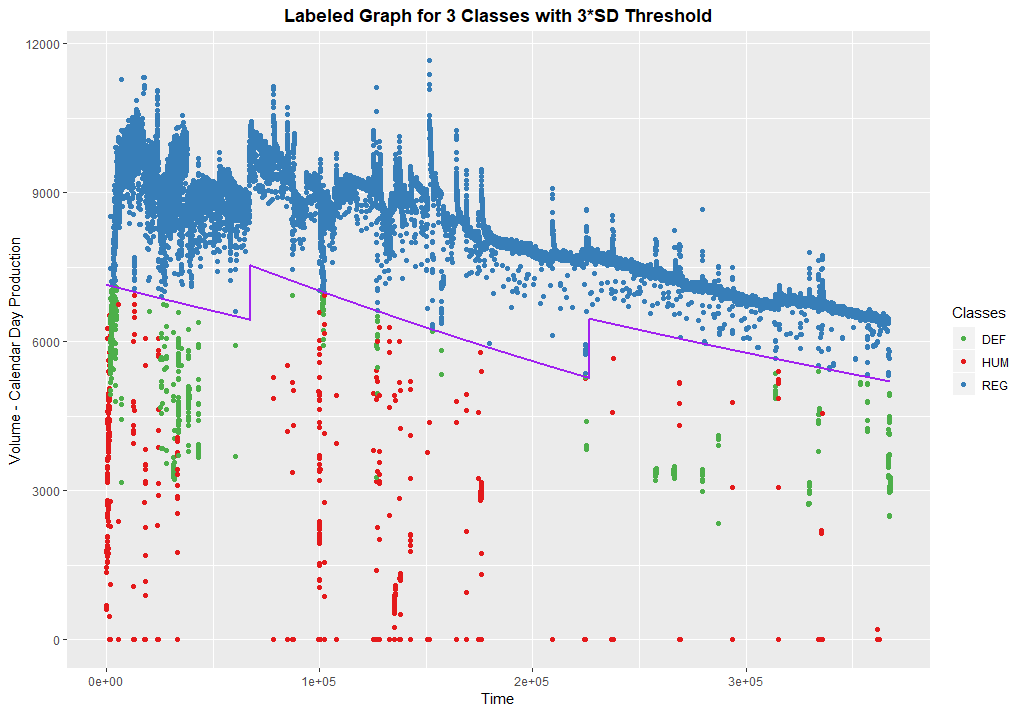 Labeled Graph for 3 Classes with 3*SD Threshold
Volume - Calendar Day Production
12000
9000
6000
3000
0
0e+00
1e+05
2e+05
3e+05
Time
Classes
DEF
HUM
REG